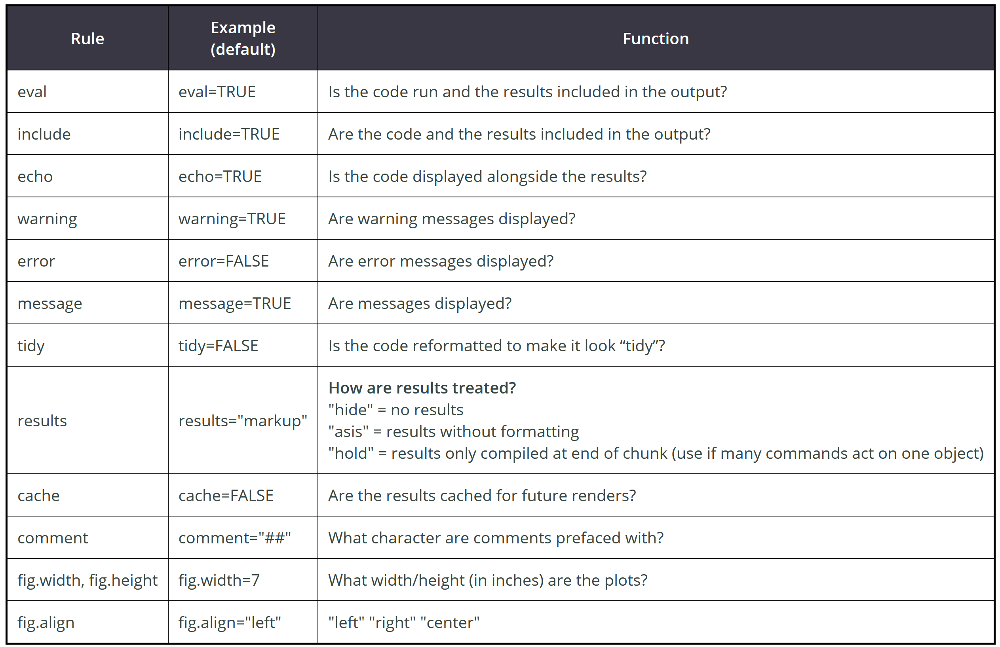 Rule
Example
(default)
Function
eval
eval=TRUE
Is the code run and the results included in the output?
include
include=TRUE
Are the code and the results included in the output?
echo
echo=TRUE
Is the code displayed alongside the results?
warning
warning=TRUE
Are warning messages displayed?
error
error=FALSE
Are error messages displayed?
message
message=TRUE
Are messages displayed?
tidy
tidy=FALSE
Is the code reformatted to make it look “tidy”?
results
results="markup"
How are results treated?
"hide" = no results
"asis" = results without formatting
"hold" = results only compiled at end of chunk (use if many commands act on one object)
cache
cache=FALSE
Are the results cached for future renders?
comment
comment="##"
What character are comments prefaced with?
fig.width, fig.height
fig.width=7
What width/height (in inches) are the plots?
fig.align
fig.align="left"
"left" "right" "center"